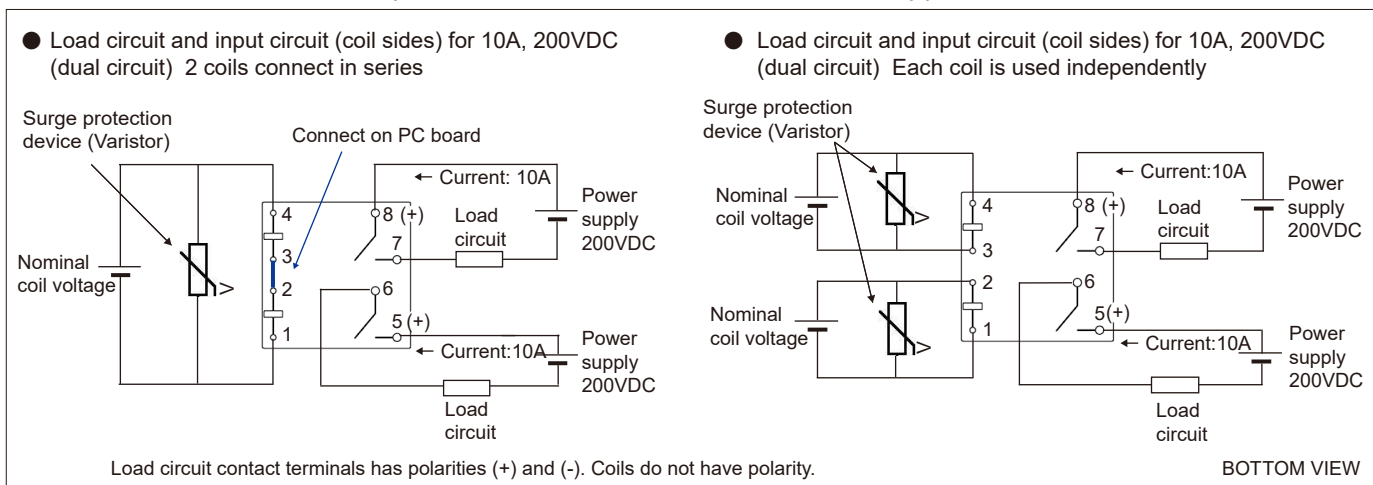 ● Load circuit and input circuit (coil sides) for 10A, 200VDC
(dual circuit) 2 coils connect in series
Surge protection
device (Varistor)
Connect on PC board
← Current: 10A
Power
supply
200VDC
Load
circuit
4
8 (+)
7
3
Nominal
coil voltage
2
6
5 (+)
1
← Current:10A
Power
supply
200VDC
Load
circuit
● Load circuit and input circuit (coil sides) for 10A, 200VDC
(dual circuit) Each coil is used independently
Surge protection
device (Varistor)
← Current:10A
Nominal
coil voltage
Power
supply
200VDC
Load
circuit
4
8 (+)
7
3
2
6
Nominal
coil voltage
5 (+)
1
← Current:10A
Power
supply
200VDC
Load
circuit
Load circuit contact terminals has polarities (+) and (-). Coils do not have polarity.
BOTTOM VIEW